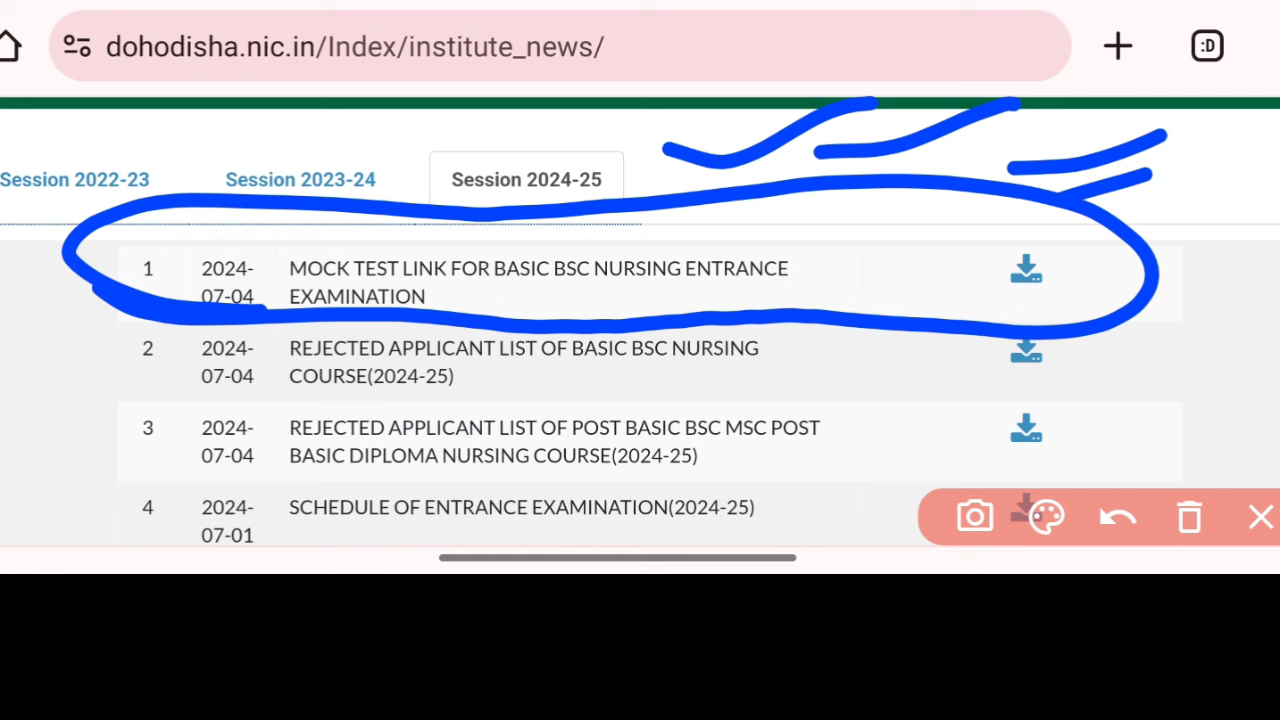 dohodisha.nic.in/Index/institute_news/
:D
Session 2022-23 Session 2023-24 Session 2024-25
1 2024- MOCK TEST LINK FOR BASIC BSC NURSING ENTRANCE
07-04 EXAMINATION
2 2024- REJECTED APPLICANT LIST OF BASIC BSC NURSING
07-04 COURSE(2024-25)
3 2024- REJECTED APPLICANT LIST OF POST BASIC BSC MSC POST
07-04 BASIC DIPLOMA NURSING COURSE(2024-25)
4 2024- SCHEDULE OF ENTRANCE EXAMINATION(2024-25)
07-01